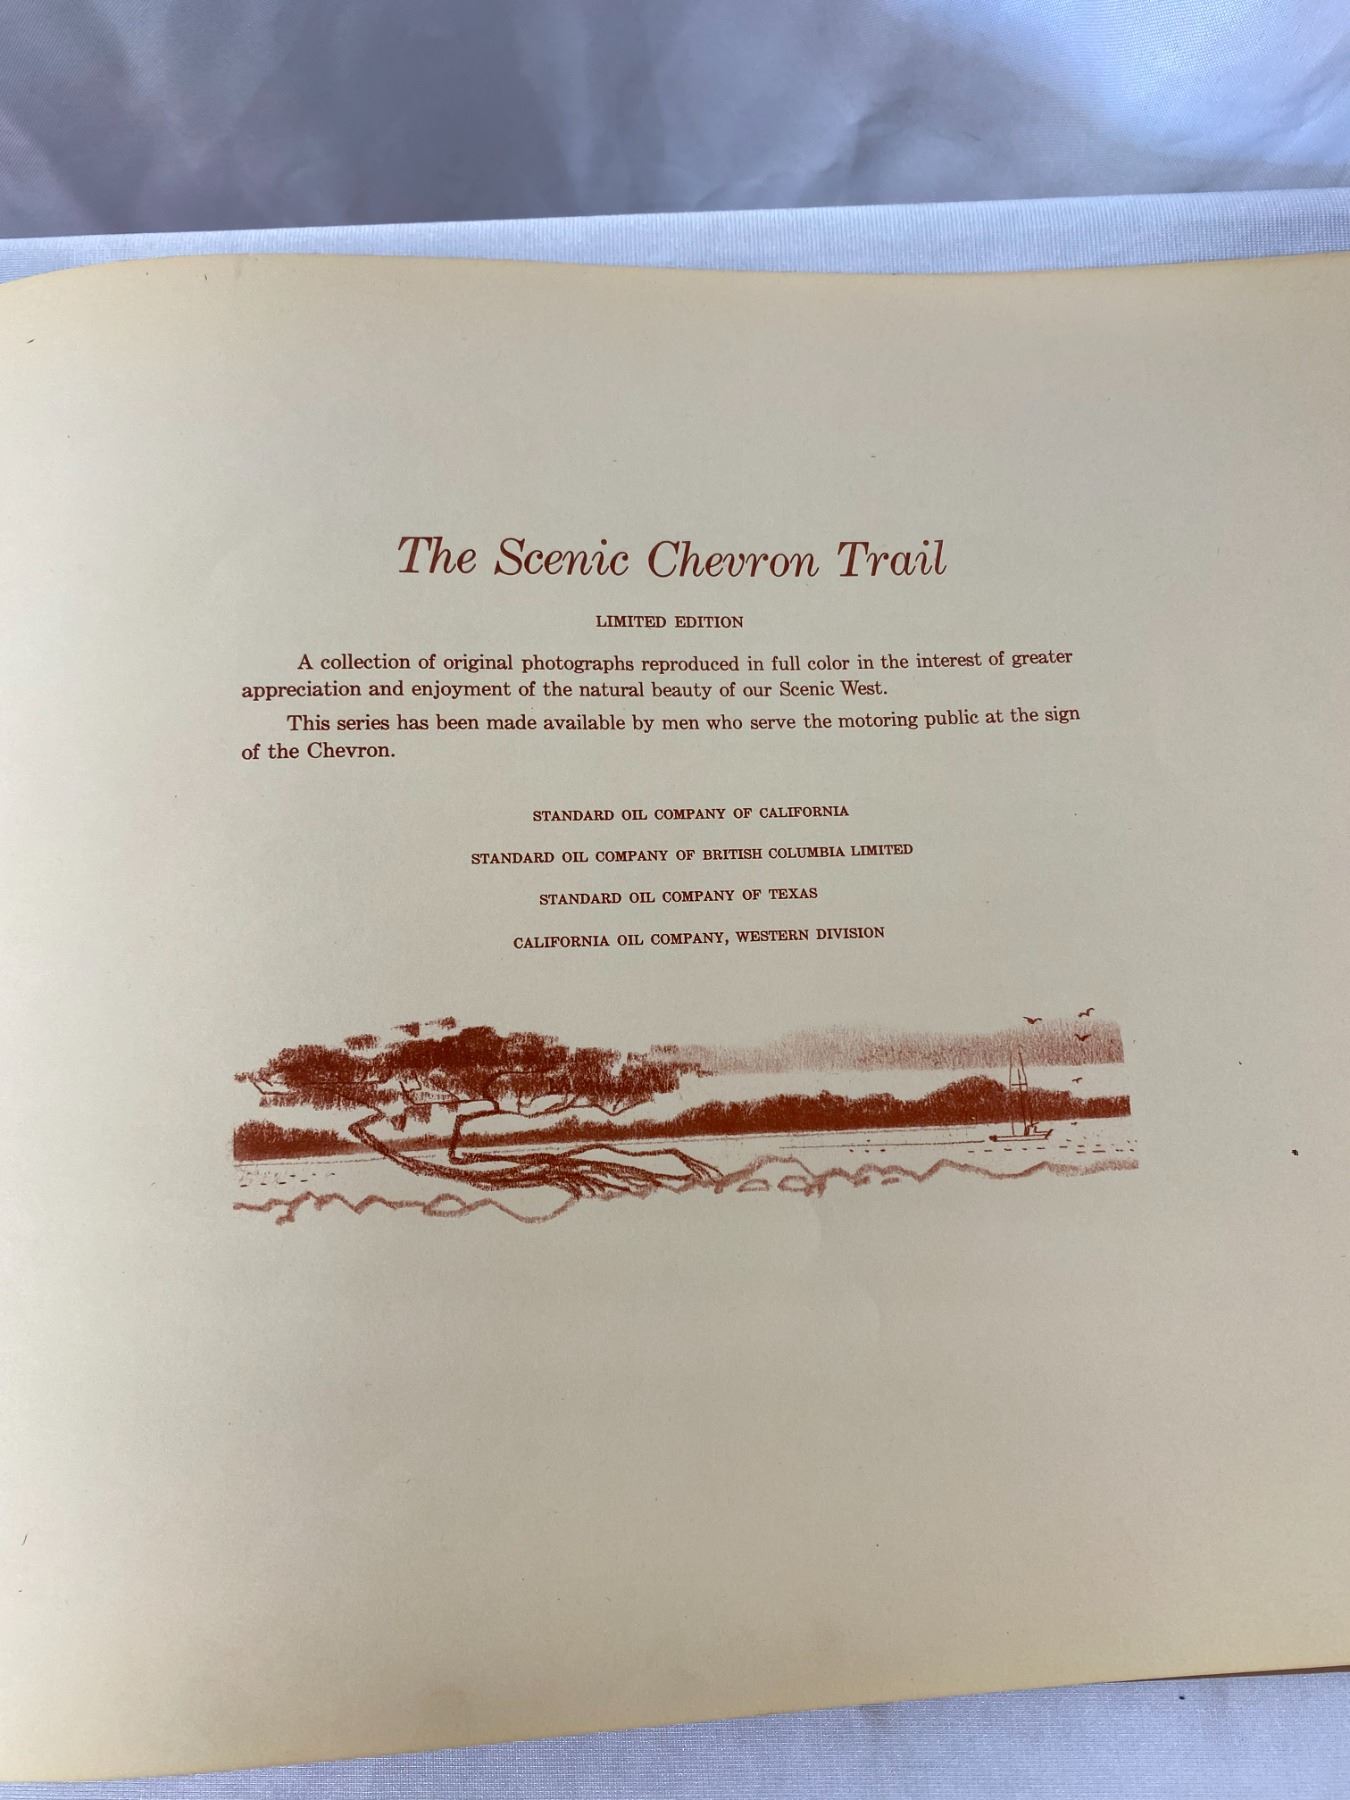 The Scenic Chevron Trail
LIMITED EDITION
A collection of original photographs reproduced in full color in the interest of greater
appreciation and enjoyment of the natural beauty of our Scenic West.
This series has been made available by men who serve the motoring public at the sign
of the Chevron.
STANDARD OIL COMPANY OF CALIFORNIA
STANDARD OIL COMPANY OF BRITISH COLUMBIA LIMITED
STANDARD OIL COMPANY OF TEXAS
CALIFORNIA OIL COMPANY, WESTERN DIVISION